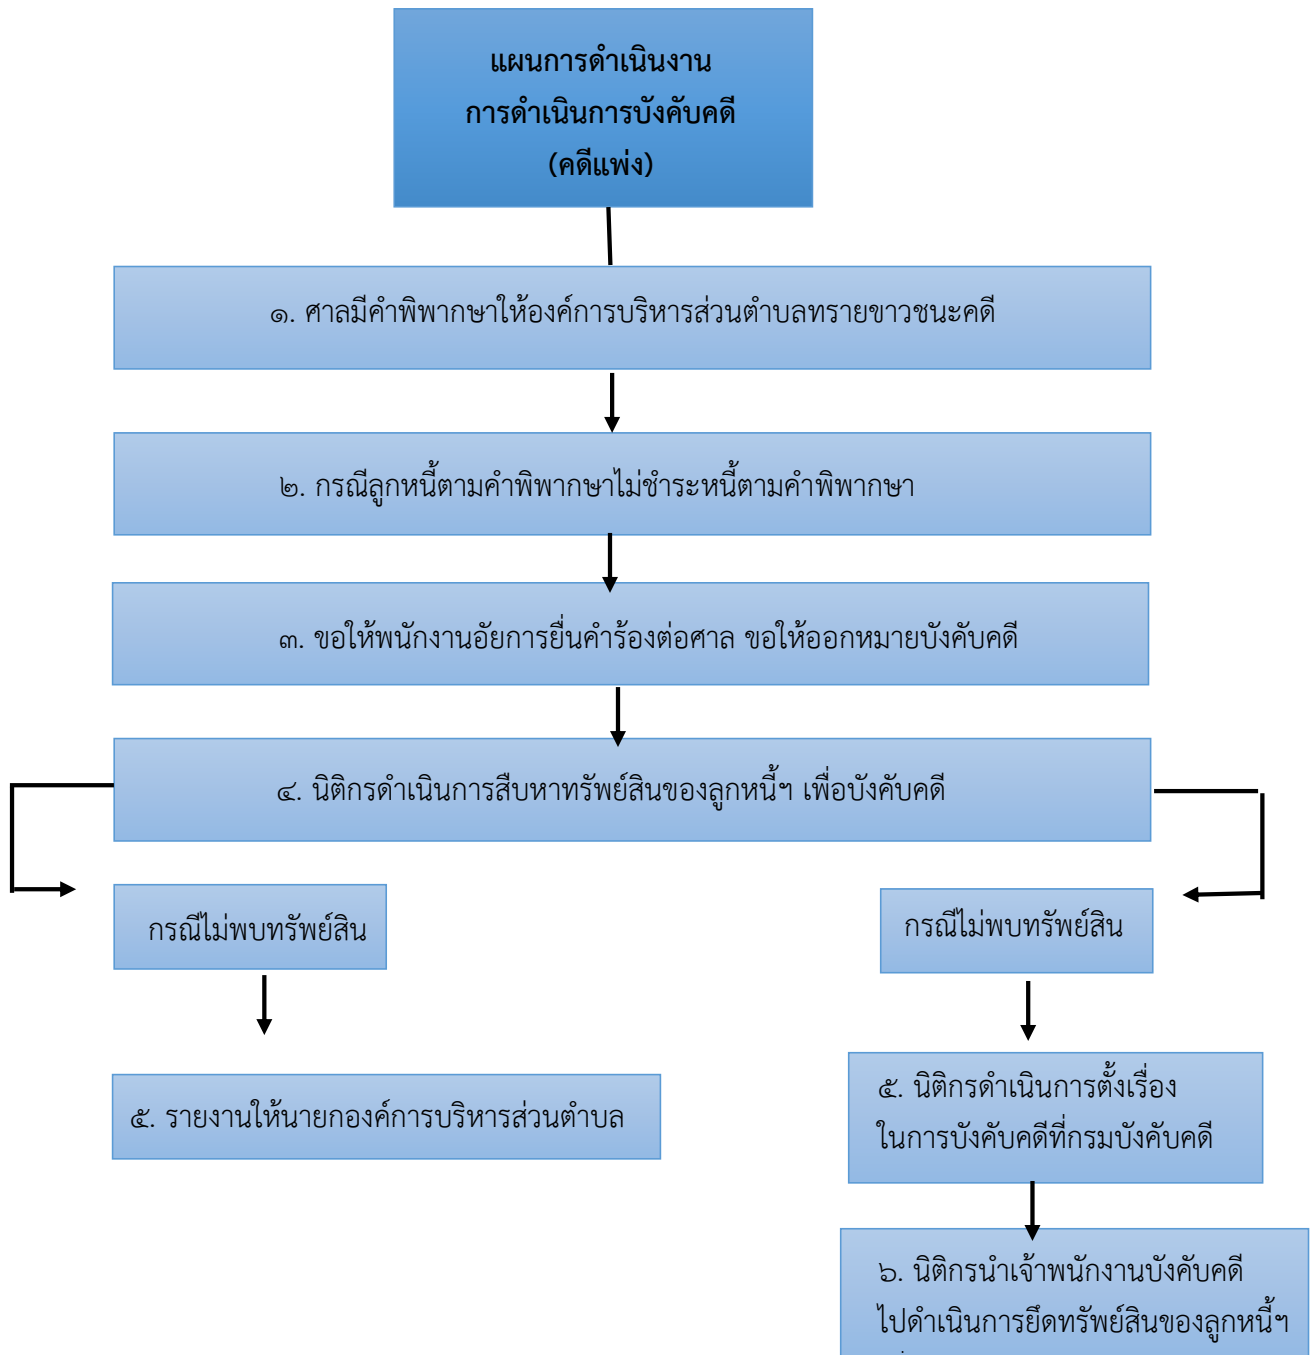 แผนการดำเนินงาน
การดำเนินการบังคับคดี
(คดีแพ่ง)
๑. ศาลมีคำพิพากษาให้องค์การบริหารส่วนตำบลทรายขาวชนะคดี
๒. กรณีลูกหนี้ตามคำพิพากษาไม่ชำระหนี้ตามคำพิพากษา
๓. ขอให้พนักงานอัยการยื่นคำร้องต่อศาล ขอให้ออกหมายบังคับคดี
๔. นิติกรดำเนินการสืบหาทรัพย์สินของลูกหนี้ฯ เพื่อบังคับคดี
กรณีไม่พบทรัพย์สิน
๕. รายงานให้นายกองค์การบริหารส่วนตำบล
กรณีไม่พบทรัพย์สิน
๕. นิติกรดำเนินการตั้งเรื่อง
ในการบังคับคดีที่กรมบังคับคดี
๖. นิติกรนำเจ้าพนักงานบังคับคดี
ไปดำเนินการยึดทรัพย์สินของลูกหนี้ฯ